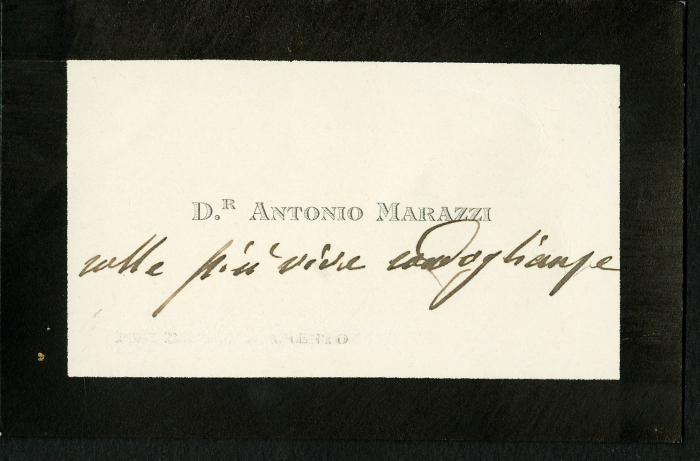 D.R ANTONIO MARAZZI
colle più vive condoglianze